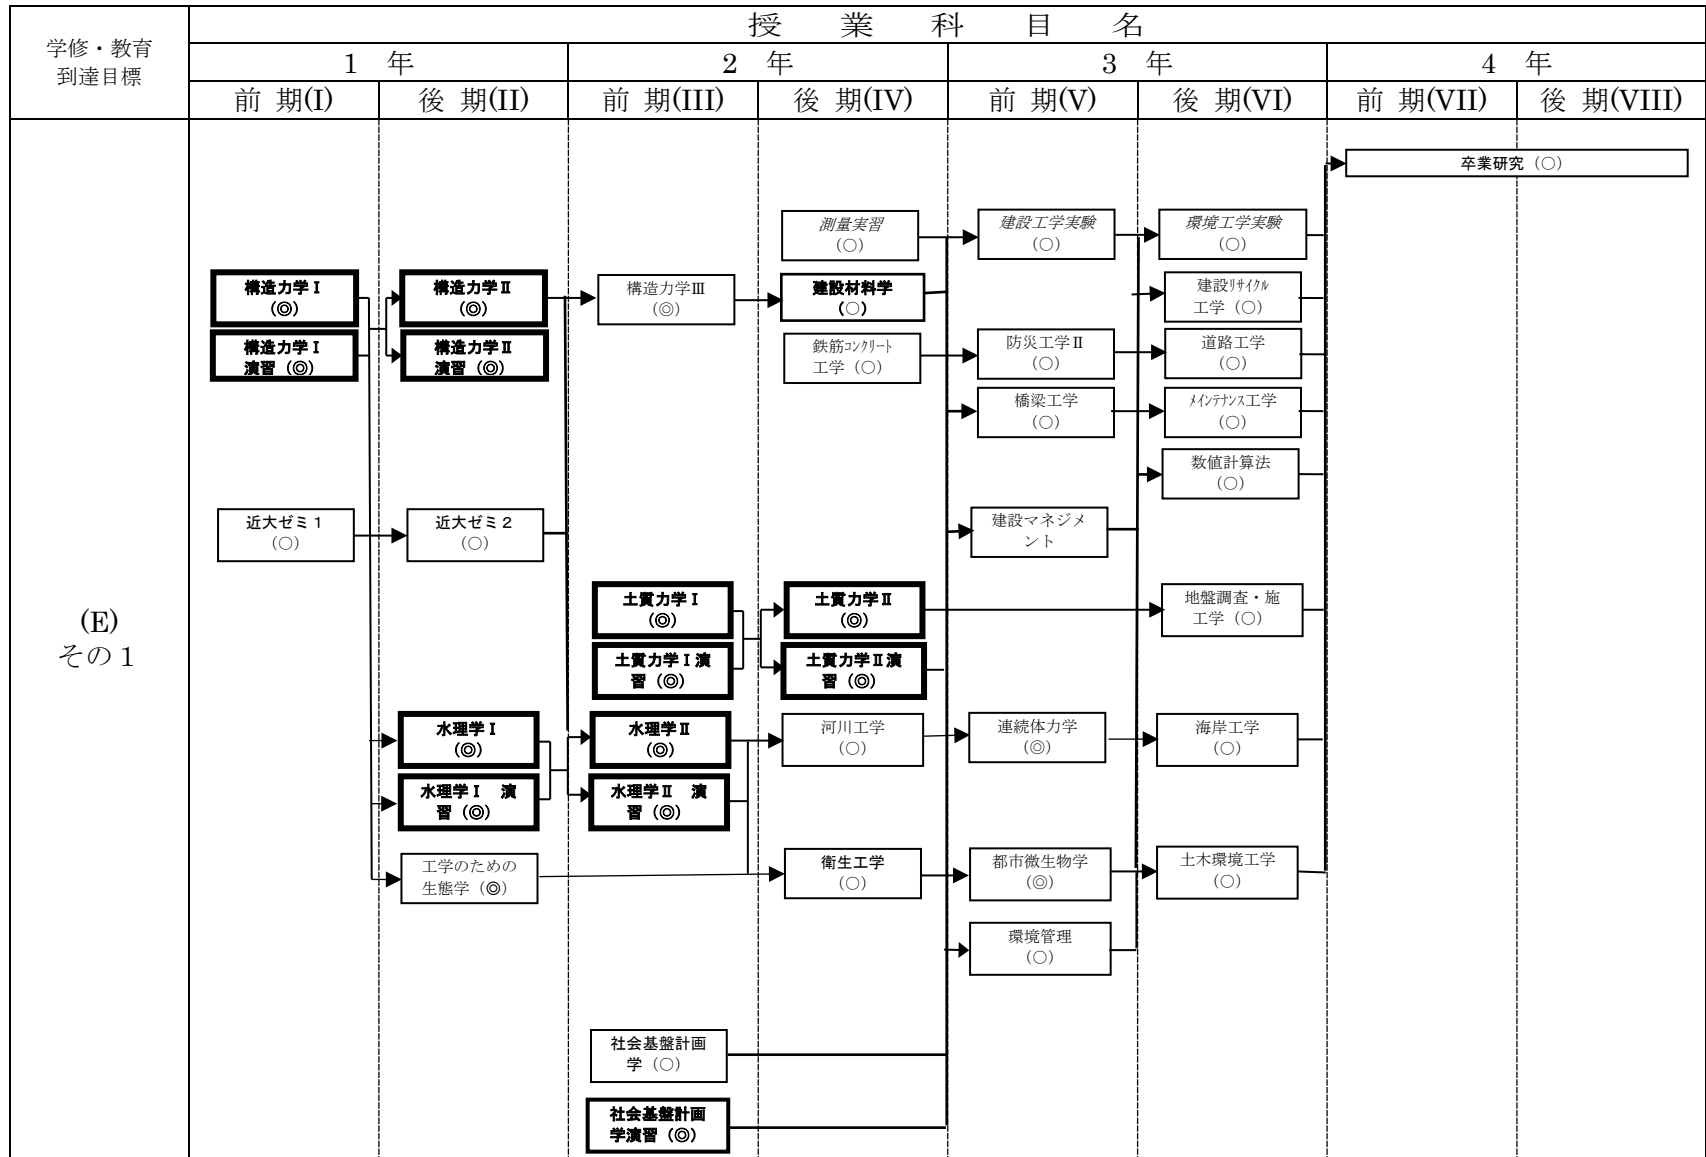 学修・教育
到達目標
授　業　科　目　名
1　年
2　年
3　年
4　年
前 期(I)
後 期(II)
前 期(III)
後 期(IV)
前 期(V)
後 期(VI)
前 期(VII)
後 期(VIII)
(E)
その１
卒業研究（○）
測量実習
（○）
建設工学実験
（○）
環境工学実験
（○）
構造力学Ⅰ
（◎）
構造力学Ⅱ
（◎）
構造力学Ⅲ
（◎）
建設材料学
（○）
建設ﾘｻｲｸﾙ
工学（○）
構造力学Ⅰ
演習（◎）
構造力学Ⅱ
演習（◎）
鉄筋ｺﾝｸﾘｰﾄ
工学（○）
防災工学Ⅱ
（○）
道路工学
（○）
橋梁工学
（○）
ﾒｲﾝﾃﾅﾝｽ工学
（○）
数値計算法
（○）
近大ゼミ１
（○）
近大ゼミ２
（○）
建設マネジメ
ント
土質力学Ⅰ
（◎）
土質力学Ⅱ
（◎）
地盤調査・施
工学（○）
土質力学Ⅰ演
習（◎）
土質力学Ⅱ演
習（◎）
水理学Ⅰ
（◎）
水理学Ⅱ
（◎）
河川工学
（○）
連続体力学
（◎）
海岸工学
（○）
水理学Ⅰ　演
習（◎）
水理学Ⅱ　演
習（◎）
工学のための
生態学（◎）
衛生工学
（○）
都市微生物学
（◎）
土木環境工学
（○）
環境管理
（○）
社会基盤計画
学（○）
社会基盤計画
学演習（◎）